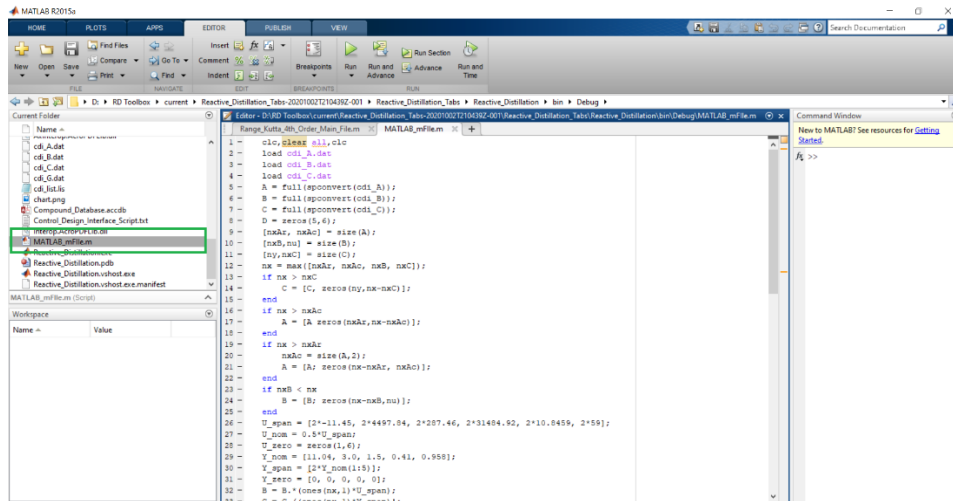 MATLAB R2015a
HOME PLOTS APPS EDITOR PUBLISH VIEW Search Documentation
New Open Save Find Files Compare Print Go To Find Insert Comment Indent Breakpoints Run Run and Advance Run Section Advance Run and Time
FILE NAVIGATE EDIT BREAKPOINTS RUN
D: RD Toolbox current Reactive_Distillation_Tabs-20201002T210439Z-001 Reactive_Distillation_Tabs Reactive_Distillation bin Debug
Current Folder
Name
cdi_A.dat
cdi_B.dat
cdi_C.dat
cdi_G.dat
cdi_list.lis
chart.png
Compound_Database.accdb
Control_Design_Interface_Script.txt
Interop.AcroPDFLib.dll
MATLAB_mFile.m
Reactive_Distillation.exe
Reactive_Distillation.pdb
Reactive_Distillation.vshost.exe
Reactive_Distillation.vshost.exe.manifest
MATLAB_mFile.m (Script)
Workspace
Name Value
Editor - D:\RD Toolbox\current\Reactive_Distillation_Tabs-20201002T210439Z-001\Reactive_Distillation_Tabs\Reactive_Distillation\bin\Debug\MATLAB_mFile.m
Range_Kutta_4th_Order_Main_File.m MATLAB_mFile.m
1 - clc,clear all,clc
2 - load cdi_A.dat
3 - load cdi_B.dat
4 - load cdi_C.dat
5 - A = full(spconvert(cdi_A));
6 - B = full(spconvert(cdi_B));
7 - C = full(spconvert(cdi_C));
8 - D = zeros(5,6);
9 - [nxAr, nxAc] = size(A);
10 - [nxB,nu] = size(B);
11 - [ny,nxC] = size(C);
12 - nx = max([nxAr, nxAc, nxB, nxC]);
13 - if nx > nxC
14 - C = [C, zeros(ny,nx-nxC)];
15 - end
16 - if nx > nxAc
17 - A = [A zeros(nxAr,nx-nxAc)];
18 - end
19 - if nx > nxAr
20 - nxAc = size(A,2);
21 - A = [A; zeros(nx-nxAr, nxAc)];
22 - end
23 - if nxB < nx
24 - B = [B; zeros(nx-nxB,nu)];
25 - end
26 - U_span = [2*-11.45, 2*4497.84, 2*287.46, 2*31484.92, 2*10.8459, 2*59];
27 - U_nom = 0.5*U_span;
28 - U_zero = zeros(1,6);
29 - Y_nom = [11.04, 3.0, 1.5, 0.41, 0.958];
30 - Y_span = [2*Y_nom(1:5)];
31 - Y_zero = [0, 0, 0, 0, 0];
32 - B = B.*(ones(nx,1)*U_span);
Command Window
New to MATLAB? See resources for Getting
Started.
fx >>